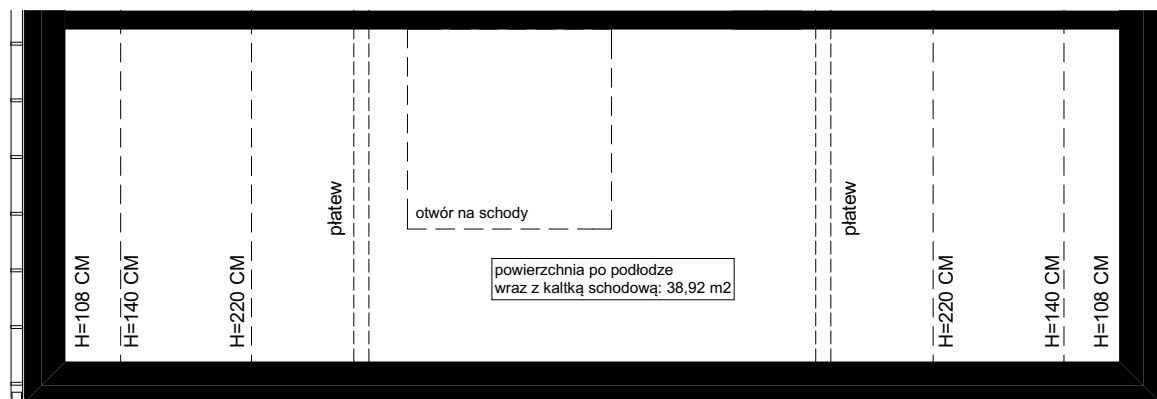 H=108 CM
H=140 CM
H=220 CM
płatew
otwór na schody
powierzchnia po podłodze
wraz z kaltką schodową: 38,92 m2
płatew
H=220 CM
H=140 CM
H=108 CM